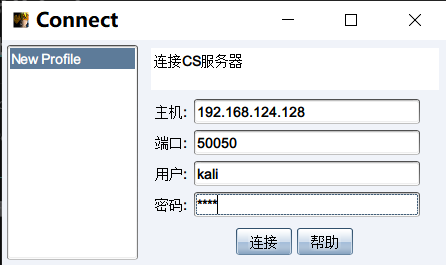 Connect
New Profile
连接CS服务器
主机: 192.168.124.128
端口: 50050
用户: kali
密码: ****
连接 帮助